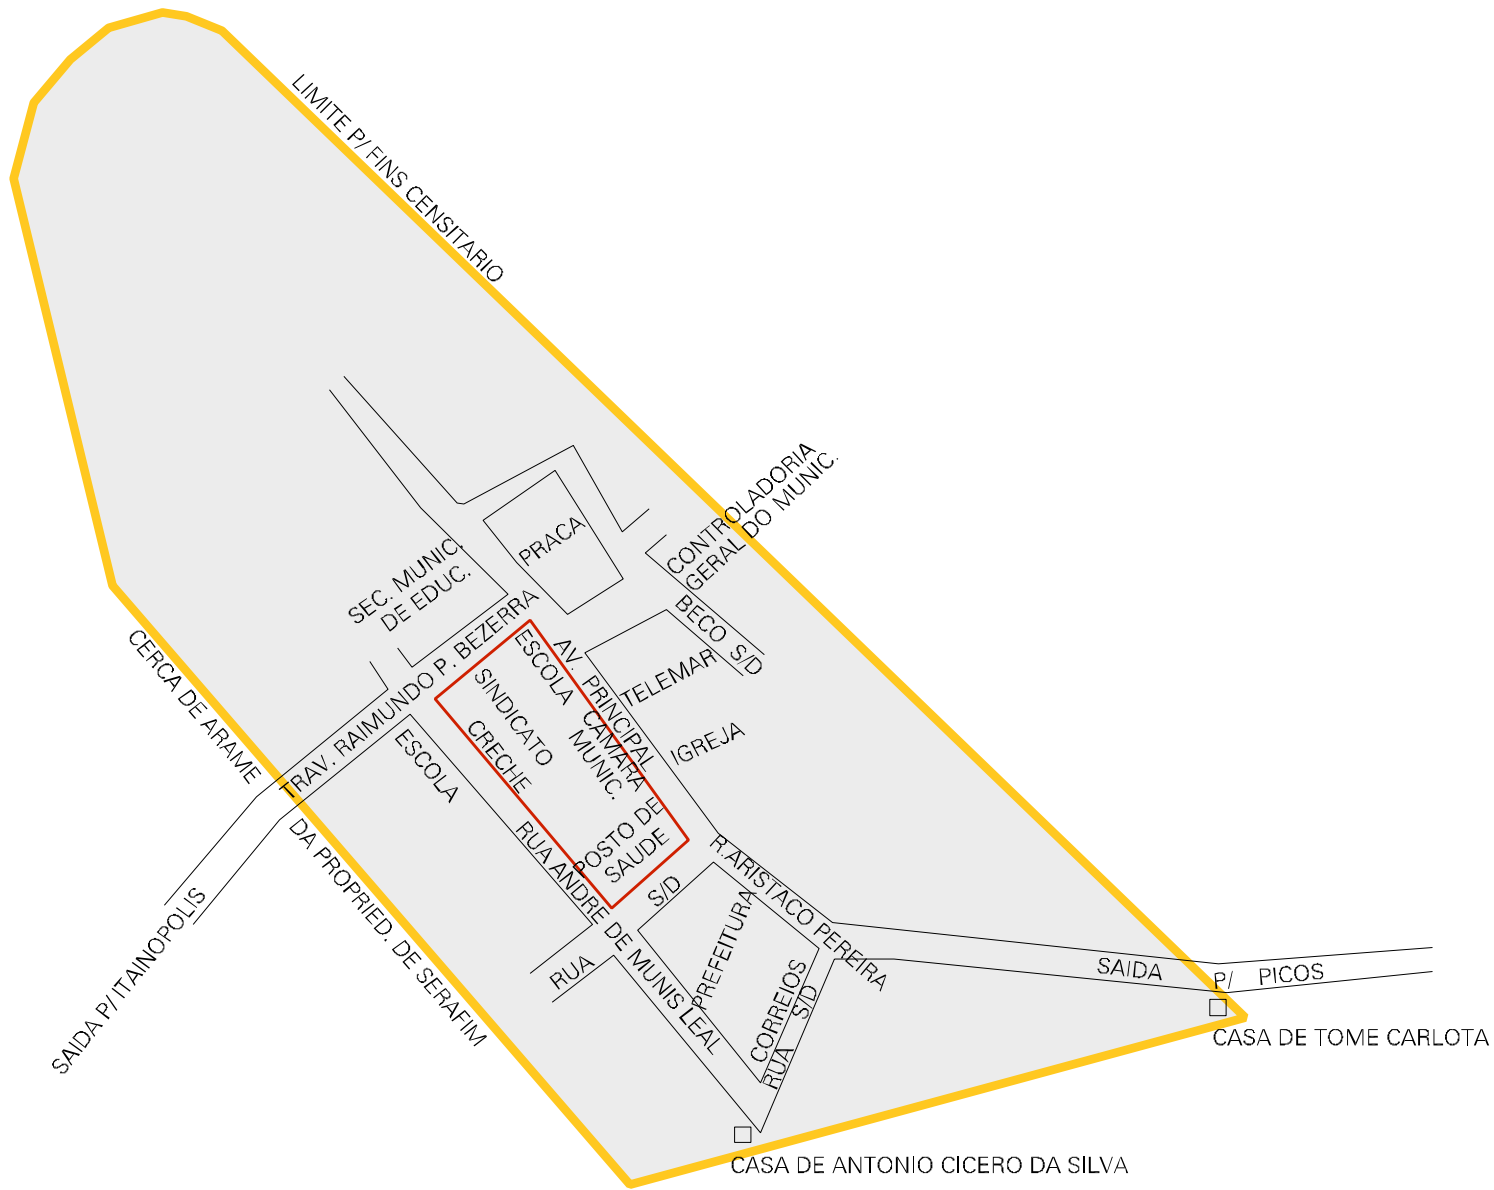 LIMITE P/ FINS CENSITARIO
CONTROLADORIA
GERAL DO MUNIC.
PRACA
SEC. MUNIC.
DE EDUC.
BECO S/D
TRAV. RAIMUNDO P. BEZERRA
CERCA DE ARAME
AV. PRINCIPAL
ESCOLA
TELEMAR
SINDICATO
CAMARA
MUNIC.
IGREJA
CRECHE
ESCOLA
POSTO DE
SAUDE
RUA ANDRE DE MUNIS LEAL
DA PROPRIED. DE SERAFIM
S/D
R.ARISTACO PEREIRA
PREFEITURA
SAIDA P/ ITAINOPOLIS
RUA
CORREIOS
RUA S/D
SAIDA P/ PICOS
CASA DE TOME CARLOTA
CASA DE ANTONIO CICERO DA SILVA